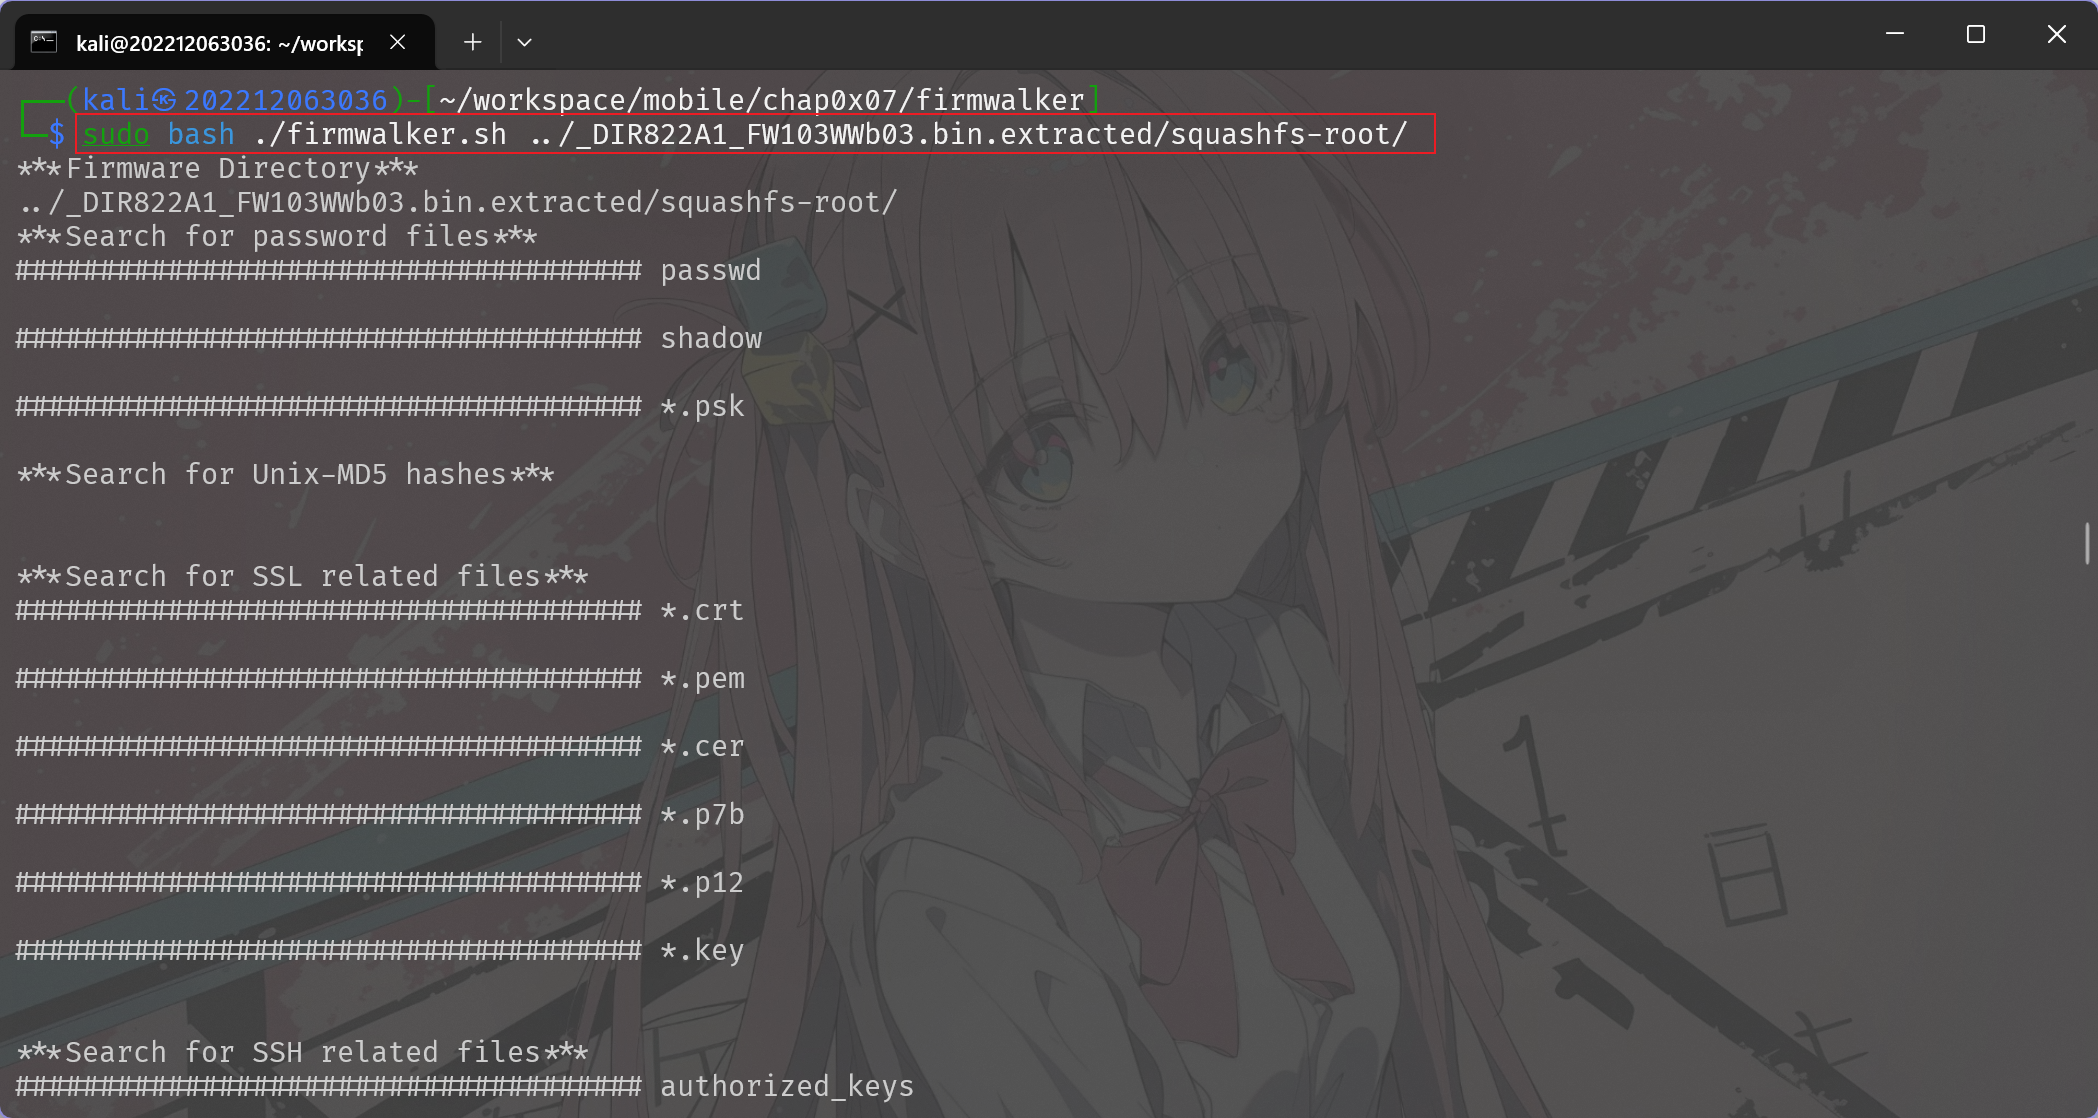 kali@202212063036: ~/worksp
(kali㉿202212063036)-[~/workspace/mobile/chap0x07/firmwalker]
$ sudo bash ./firmwalker.sh ../_DIR822A1_FW103WWb03.bin.extracted/squashfs-root/
***Firmware Directory***
../_DIR822A1_FW103WWb03.bin.extracted/squashfs-root/
***Search for password files***
##################################### passwd
##################################### shadow
##################################### *.psk
***Search for Unix-MD5 hashes***
***Search for SSL related files***
##################################### *.crt
##################################### *.pem
##################################### *.cer
##################################### *.p7b
##################################### *.p12
##################################### *.key
***Search for SSH related files***
##################################### authorized_keys